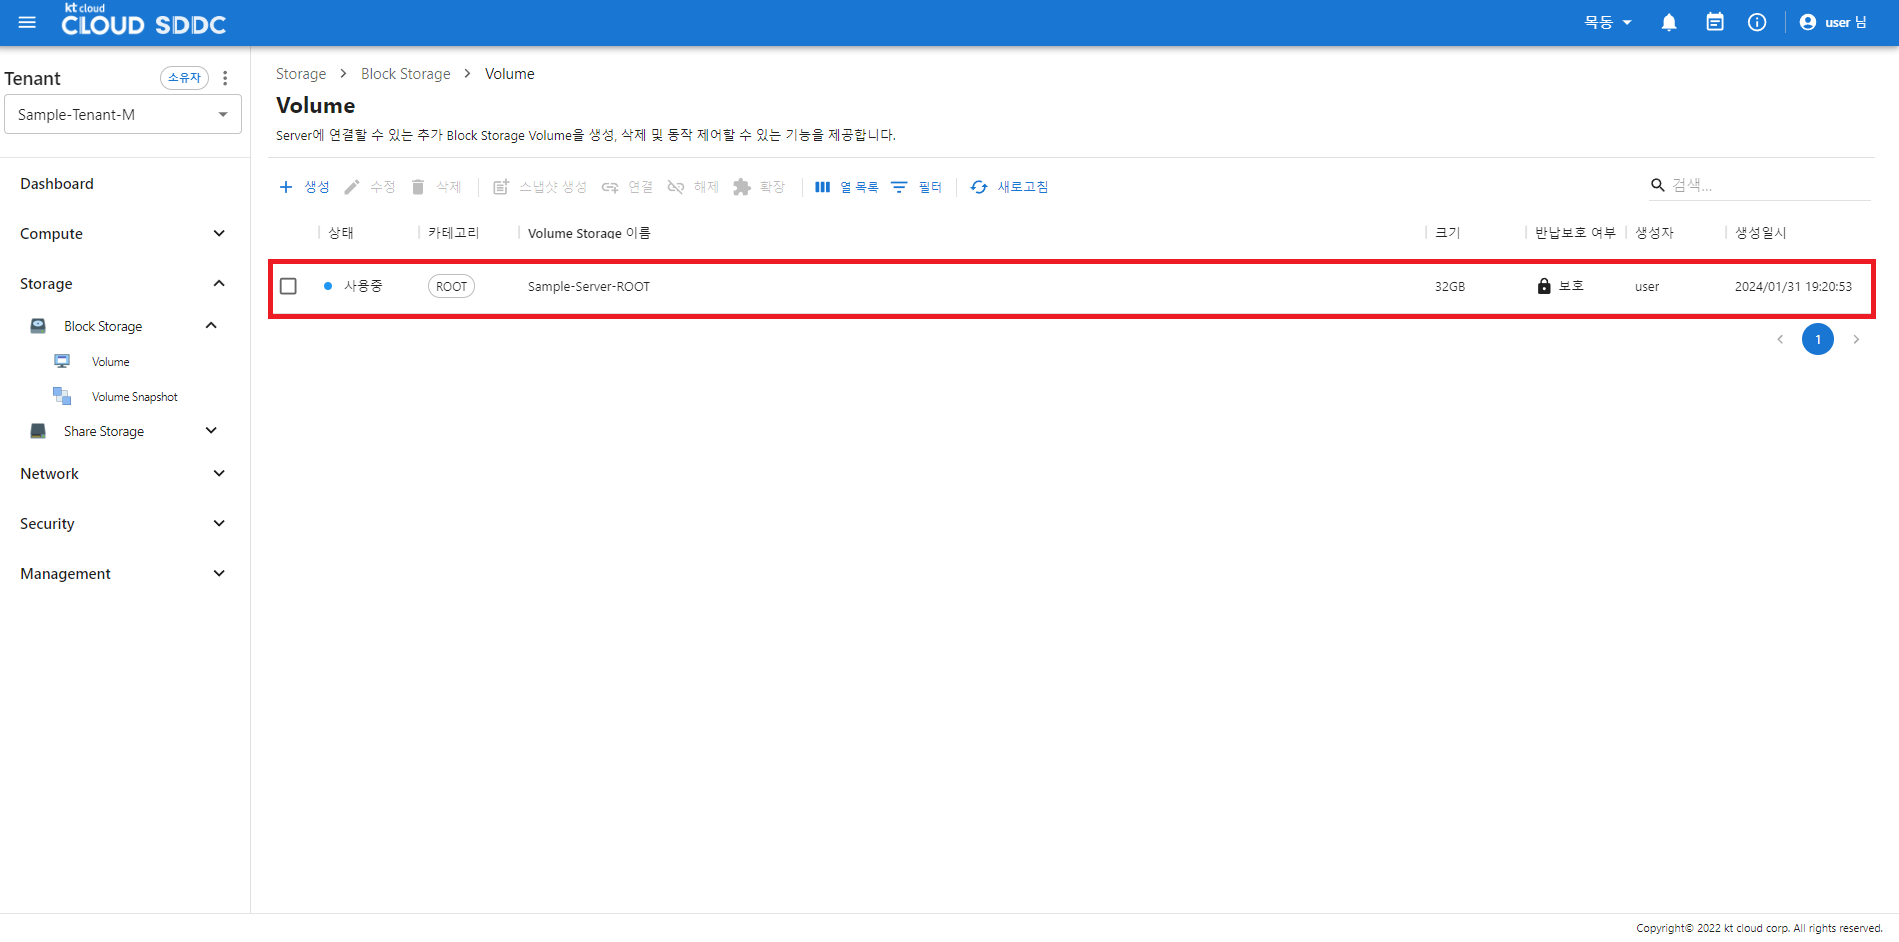 kt cloud
CLOUD SDDC
목동
user 님
Tenant
소유자
Sample-Tenant-M
Dashboard
Compute
Storage
Block Storage
Volume
Volume Snapshot
Share Storage
Network
Security
Management
Storage > Block Storage > Volume
Volume
Server에 연결할 수 있는 추가 Block Storage Volume을 생성, 삭제 및 동작 제어할 수 있는 기능을 제공합니다.
생성 수정 삭제 스냅샷 생성 연결 해제 확장 열 목록 필터 새로고침 검색...
상태 카테고리 Volume Storage 이름 크기 반납보호 여부 생성자 생성일시
사용중 ROOT Sample-Server-ROOT 32GB 보호 user 2024/01/31 19:20:53
1
Copyright© 2022 kt cloud corp. All rights reserved.